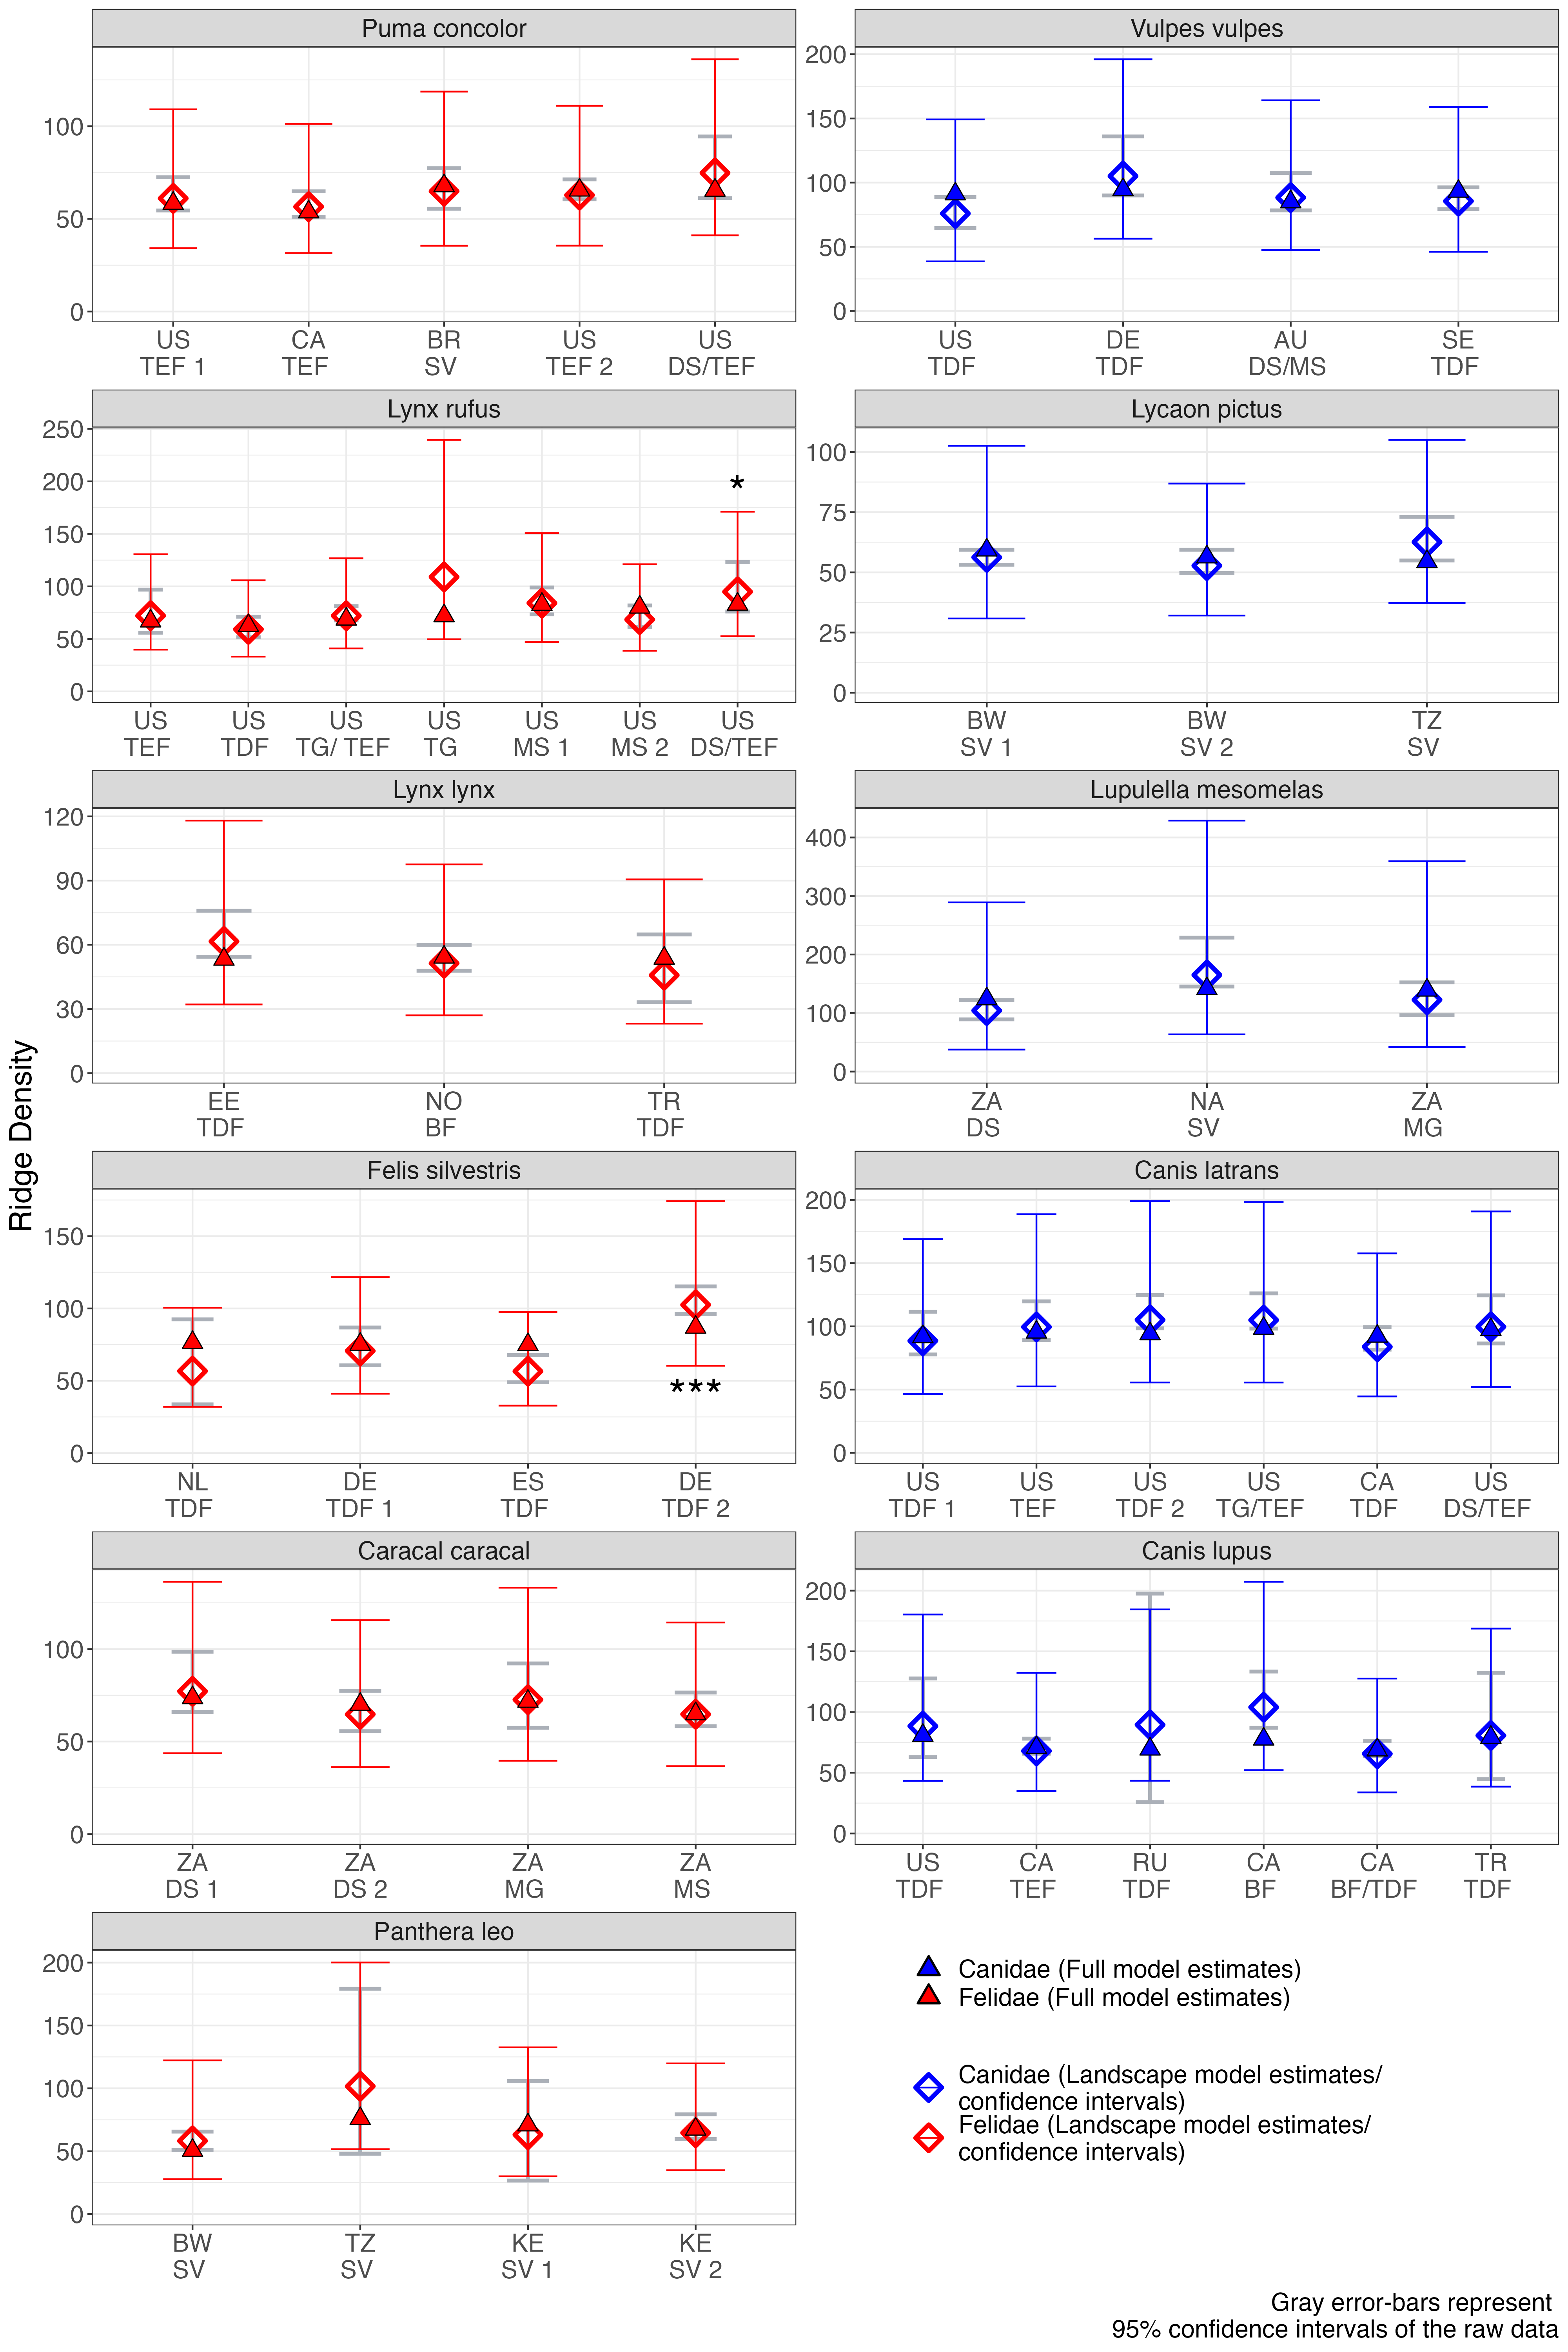 Puma concolor
100
50
0
US CA BR US US
TEF 1 TEF SV TEF 2 DS/TEF
Vulpes vulpes
200
150
100
50
0
US DE AU SE
TDF TDF DS/MS TDF
Lynx rufus
250
200
150
100
50
0
*
US US US US US US US
TEF TDF TG/ TEF TG MS 1 MS 2 DS/TEF
Lycaon pictus
100
75
50
25
0
BW BW TZ
SV 1 SV 2 SV
Lynx lynx
120
90
60
30
0
EE NO TR
TDF BF TDF
Lupulella mesomelas
400
300
200
100
0
ZA NA ZA
DS SV MG
Ridge Density
Felis silvestris
150
100
50
0
***
NL DE ES DE
TDF TDF 1 TDF TDF 2
Canis latrans
200
150
100
50
0
US US US US CA US
TDF 1 TEF TDF 2 TG/TEF TDF DS/TEF
Caracal caracal
100
50
0
ZA ZA ZA ZA
DS 1 DS 2 MG MS
Canis lupus
200
150
100
50
0
US CA RU CA CA TR
TDF TEF TDF BF BF/TDF TDF
Panthera leo
200
150
100
50
0
BW TZ KE KE
SV SV SV 1 SV 2
Canidae (Full model estimates)
Felidae (Full model estimates)
Canidae (Landscape model estimates/
confidence intervals)
Felidae (Landscape model estimates/
confidence intervals)
Gray error-bars represent
95% confidence intervals of the raw data